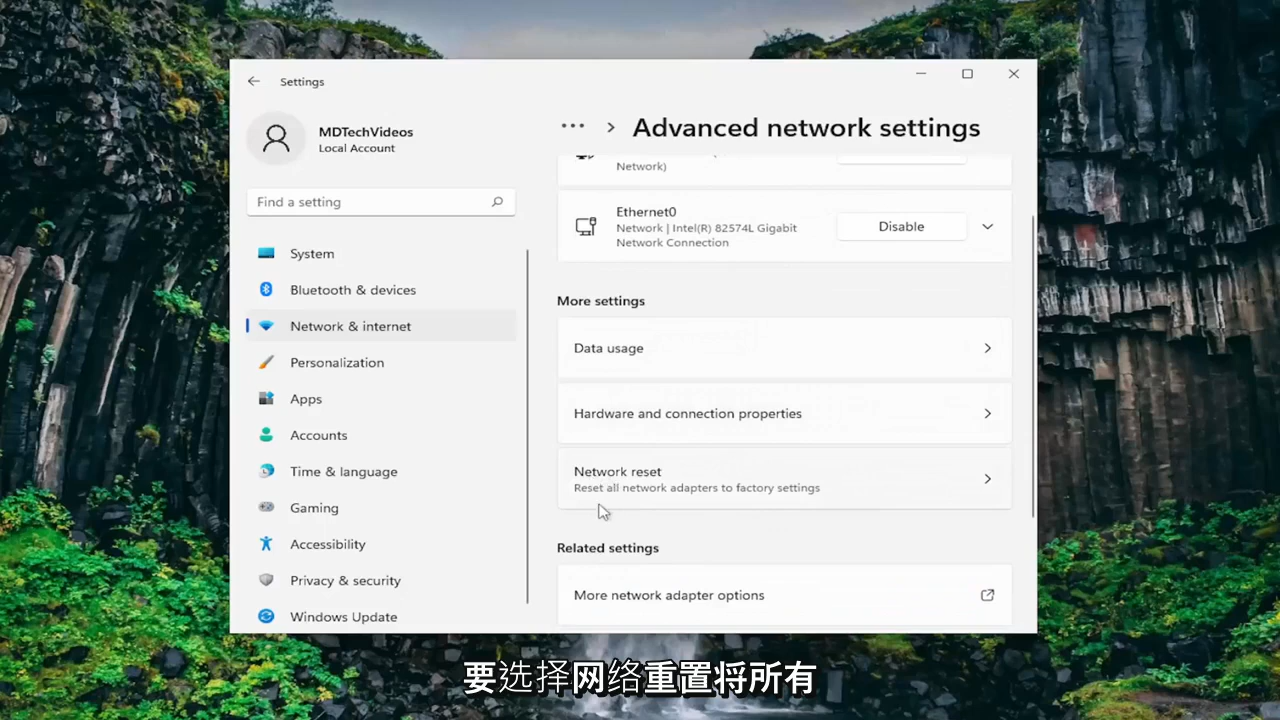 Settings
MDTechVideos
Local Account
Find a setting
System
Bluetooth & devices
Network & internet
Personalization
Apps
Accounts
Time & language
Gaming
Accessibility
Privacy & security
Windows Update
··· > Advanced network settings
Network)
Ethernet0
Network | Intel(R) 82574L Gigabit
Network Connection
Disable
More settings
Data usage
Hardware and connection properties
Network reset
Reset all network adapters to factory settings
Related settings
More network adapter options
要选择网络重置将所有